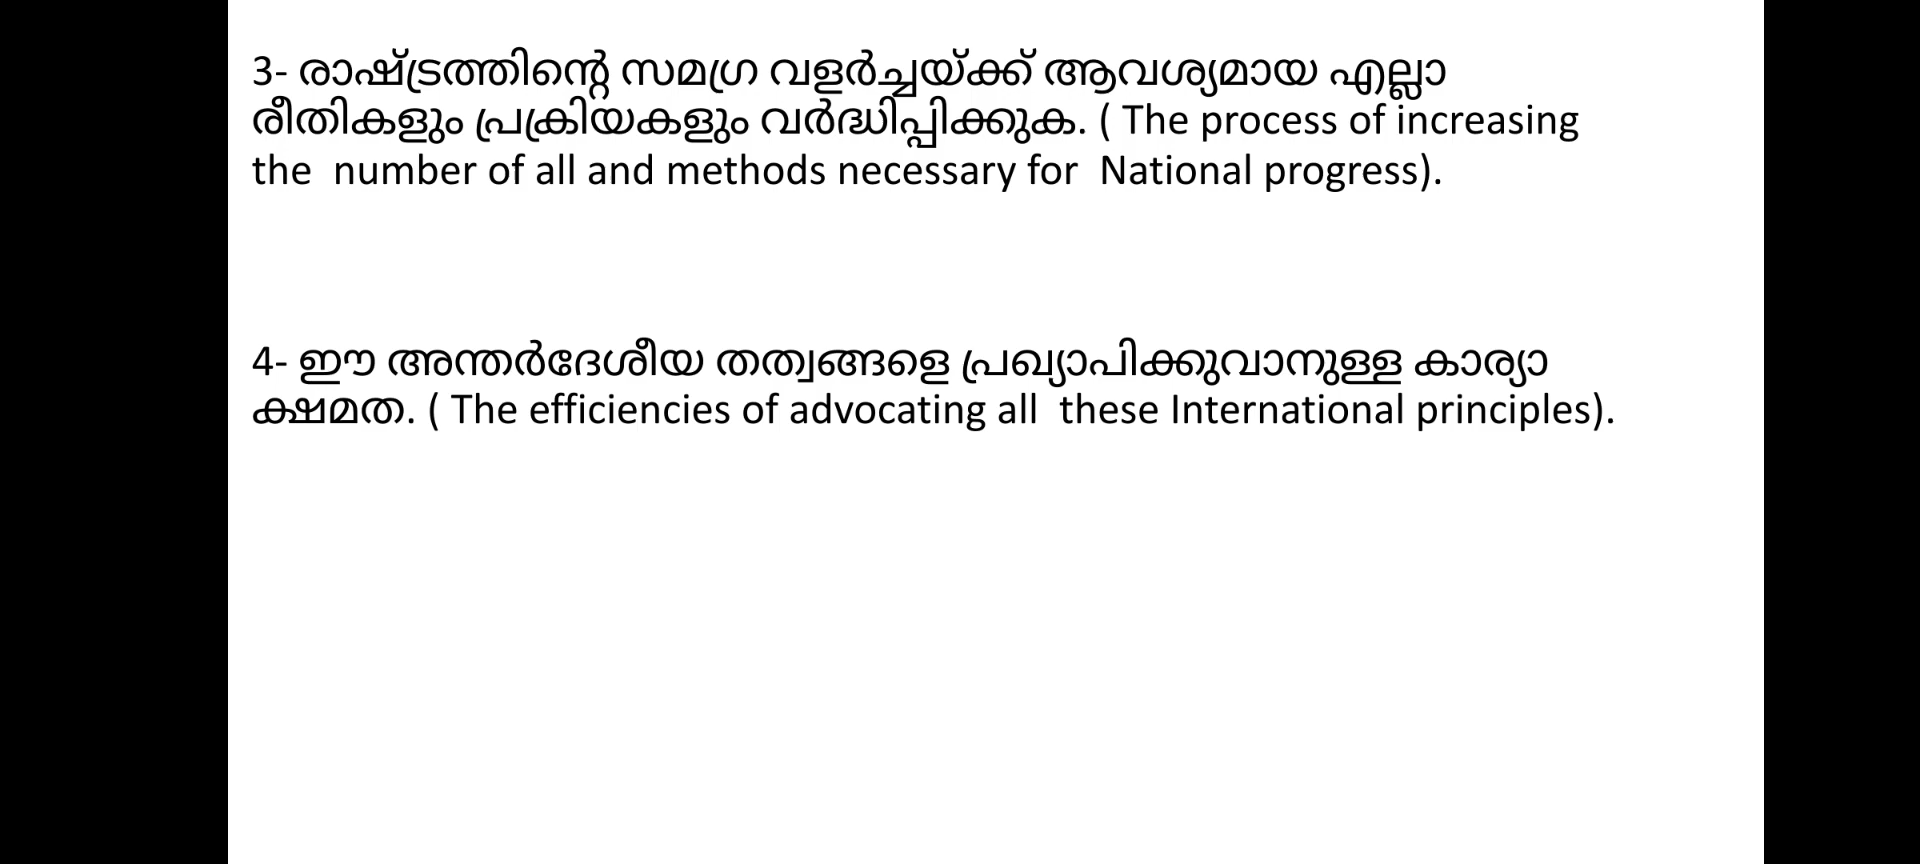 3- രാഷ്ട്രത്തിന്റെ സമഗ്ര വളർച്ചയ്ക്ക് ആവശ്യമായ എല്ലാ
രീതികളും പ്രക്രിയകളും വർദ്ധിപ്പിക്കുക. ( The process of increasing
the  number of all and methods necessary for  National progress).
4- ഈ അന്തർദേശീയ തത്വങ്ങളെ പ്രഖ്യാപിക്കുവാനുള്ള കാര്യാ
ക്ഷമത. ( The efficiencies of advocating all  these International principles).